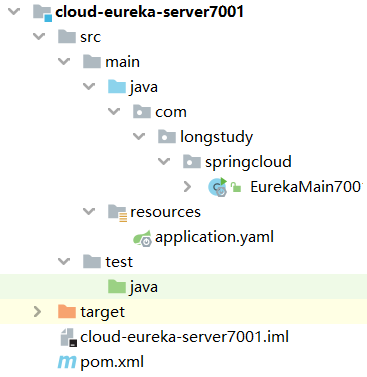 cloud-eureka-server7001
src
main
java
com
longstudy
springcloud
EurekaMain700
resources
application.yaml
test
java
target
cloud-eureka-server7001.iml
pom.xml